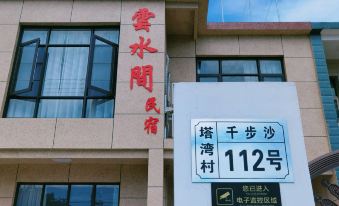 雲水間民宿
塔湾村
千步沙
112号
您已进入
电子监控区域